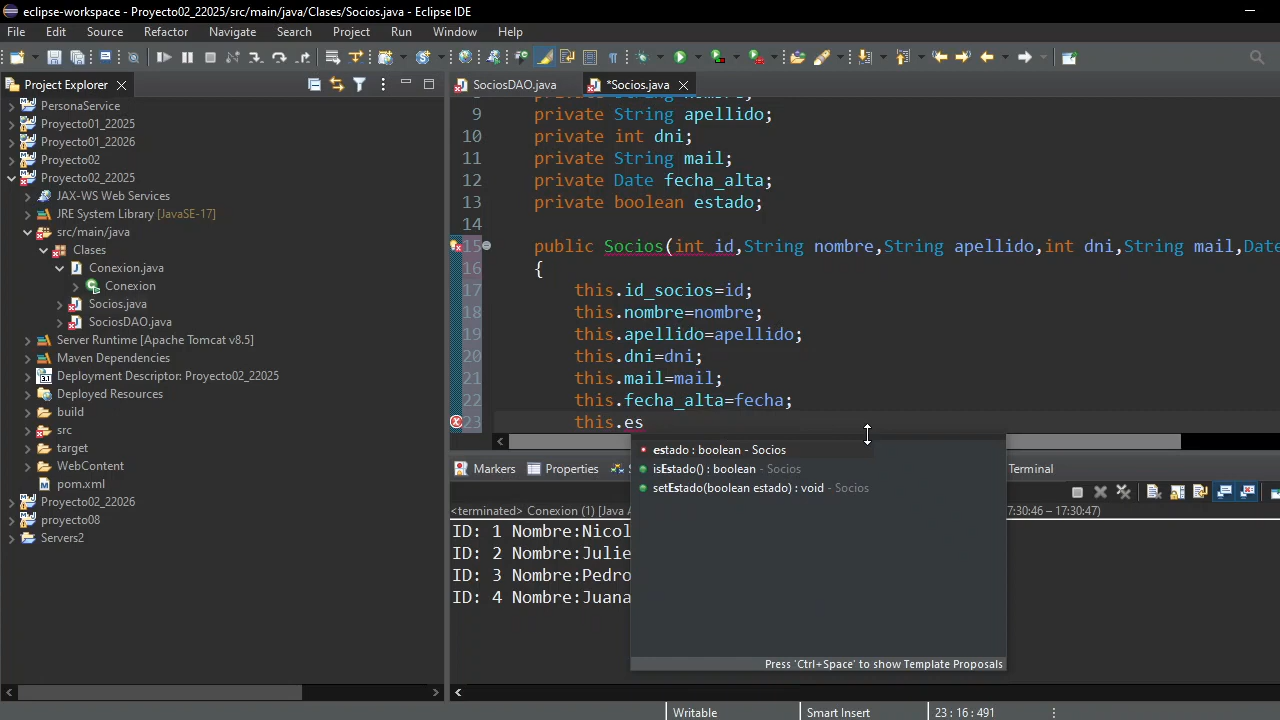 eclipse-workspace - Proyecto02_22025/src/main/java/Clases/Socios.java - Eclipse IDE
File Edit Source Refactor Navigate Search Project Run Window Help
Project Explorer
PersonaService
Proyecto01_22025
Proyecto01_22026
Proyecto02
Proyecto02_22025
JAX-WS Web Services
JRE System Library [JavaSE-17]
src/main/java
Clases
Conexion.java
Conexion
Socios.java
SociosDAO.java
Server Runtime [Apache Tomcat v8.5]
Maven Dependencies
Deployment Descriptor: Proyecto02_22025
Deployed Resources
build
src
target
WebContent
pom.xml
Proyecto02_22026
proyecto08
Servers2
SociosDAO.java *Socios.java
9 private String apellido;
10 private int dni;
11 private String mail;
12 private Date fecha_alta;
13 private boolean estado;
14
15 public Socios(int id,String nombre,String apellido,int dni,String mail,Date
16 {
17 this.id_socios=id;
18 this.nombre=nombre;
19 this.apellido=apellido;
20 this.dni=dni;
21 this.mail=mail;
22 this.fecha_alta=fecha;
23 this.es
estado : boolean - Socios
isEstado() : boolean - Socios
setEstado(boolean estado) : void - Socios
Press 'Ctrl+Space' to show Template Proposals
Markers Properties Terminal
<terminated> Conexion (1) [Java A 7:30:46 – 17:30:47)
ID: 1 Nombre:Nicol
ID: 2 Nombre:Julie
ID: 3 Nombre:Pedro
ID: 4 Nombre:Juana
Writable Smart Insert 23 : 16 : 491